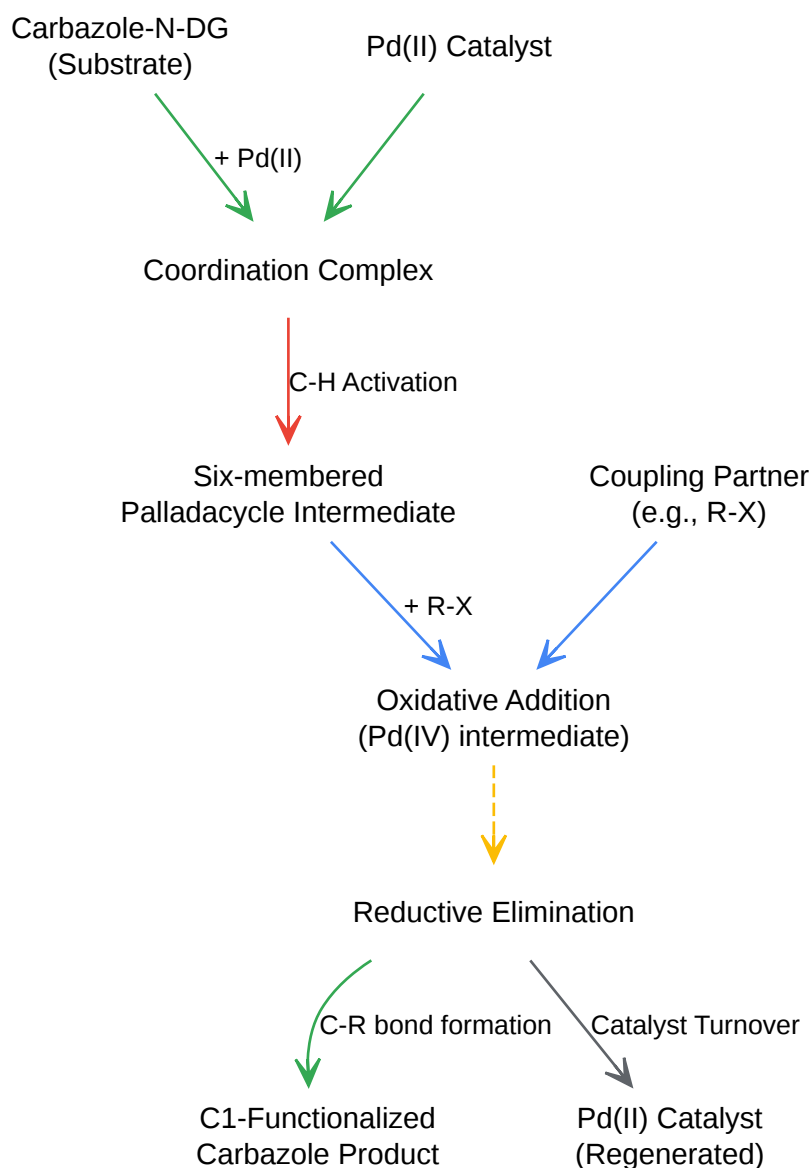 Carbazole-N-DG
(Substrate)
Pd(II) Catalyst
+ Pd(II)
Coordination Complex
C-H Activation
Six-membered
Palladacycle Intermediate
Coupling Partner
(e.g., R-X)
+ R-X
Oxidative Addition
(Pd(IV) intermediate)
Reductive Elimination
C-R bond formation
Catalyst Turnover
C1-Functionalized
Carbazole Product
Pd(II) Catalyst
(Regenerated)